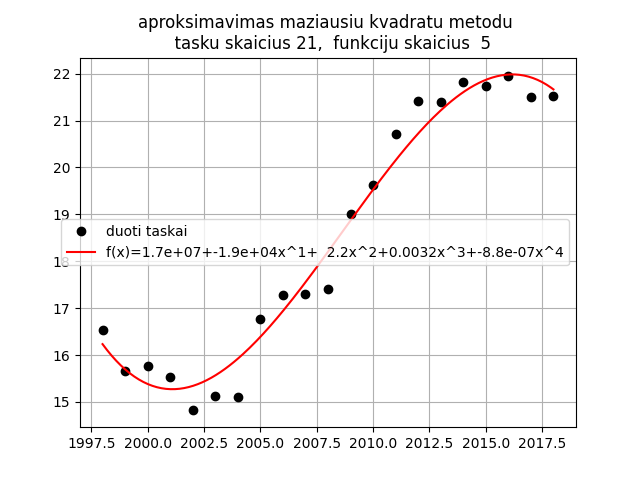 aproksimavimas maziausiu kvadratu metodu
tasku skaicius 21,  funkciju skaicius  5
22
21
20
19
18
17
16
15
duoti taskai
f(x)=1.7e+07+-1.9e+04x^1+  2.2x^2+0.0032x^3+-8.8e-07x^4
1997.5 2000.0 2002.5 2005.0 2007.5 2010.0 2012.5 2015.0 2017.5